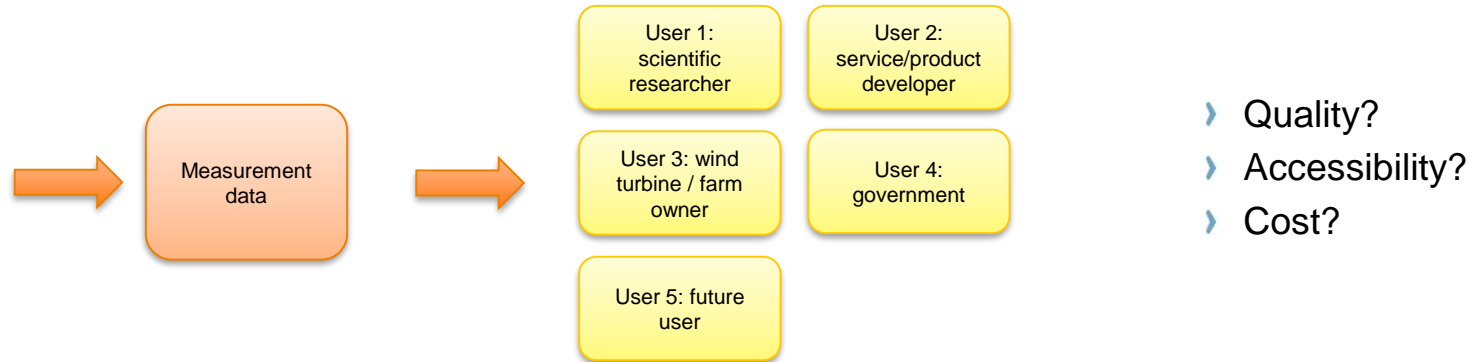 Measurement
data
User 1:
scientific
researcher
User 2:
service/product
developer
User 3: wind
turbine / farm
owner
User 4:
government
User 5: future
user
Quality?
Accessibility?
Cost?